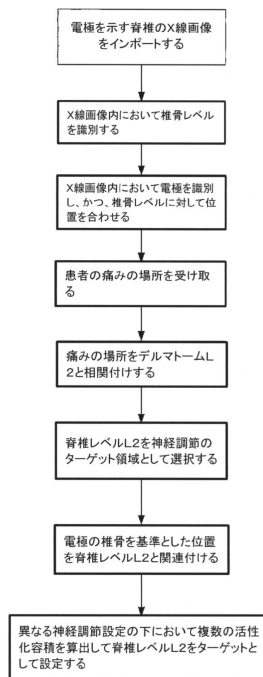 電極を示す脊椎のX線画像
をインポートする
X線画像内において椎骨レベル
を識別する
X線画像内において電極を識別
し、かつ、椎骨レベルに対して位
置を合わせる
患者の痛みの場所を受け取
る
痛みの場所をデルマトームL
2と相関付けする
脊椎レベルL2を神経調節の
ターゲット領域として選択する
電極の椎骨を基準とした位置
を脊椎レベルL2と関連付ける
異なる神経調節設定の下において複数の活性
化容積を算出して脊椎レベルL2をターゲット
として設定する